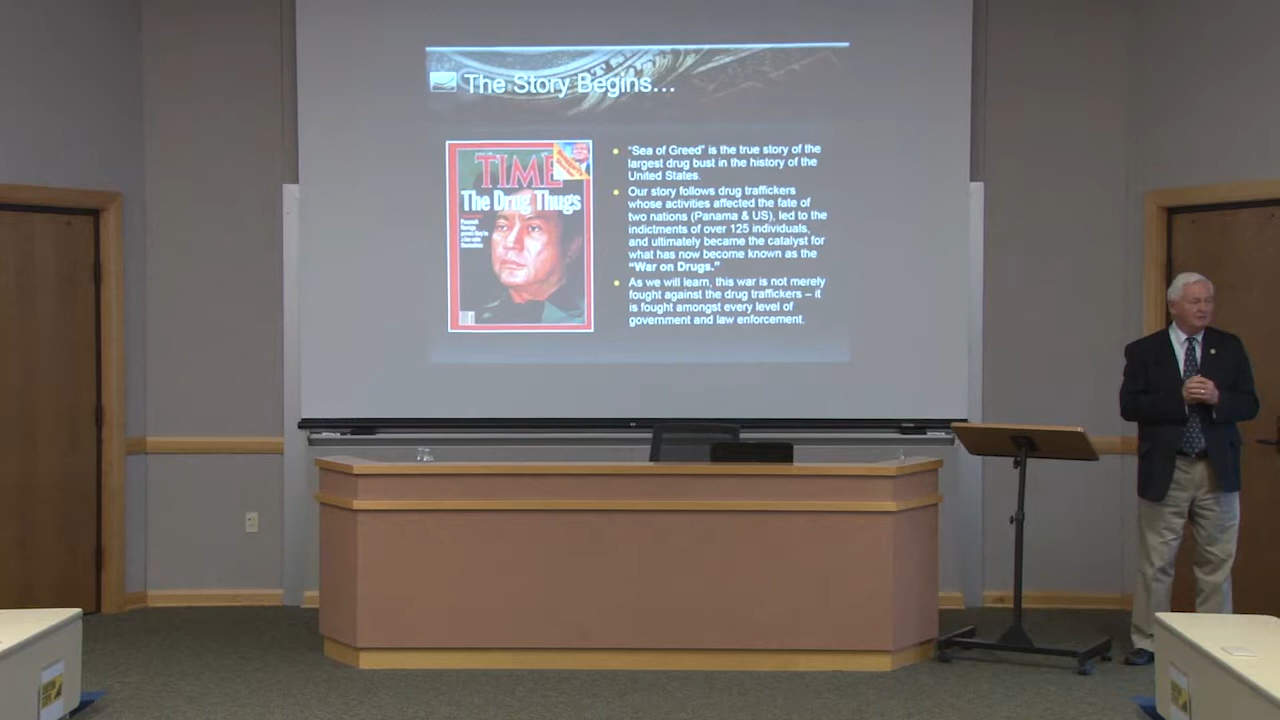 The Story Begins…
TIME
The Drug Thugs
"Sea of Greed" is the true story of the
largest drug bust in the history of the
United States.
Our story follows drug traffickers
whose activities affected the fate of
two nations (Panama & US), led to the
indictments of over 125 individuals,
and ultimately became the catalyst for
what has now become known as the
"War on Drugs."
As we will learn, this war is not merely
fought against the drug traffickers – it
is fought amongst every level of
government and law enforcement.